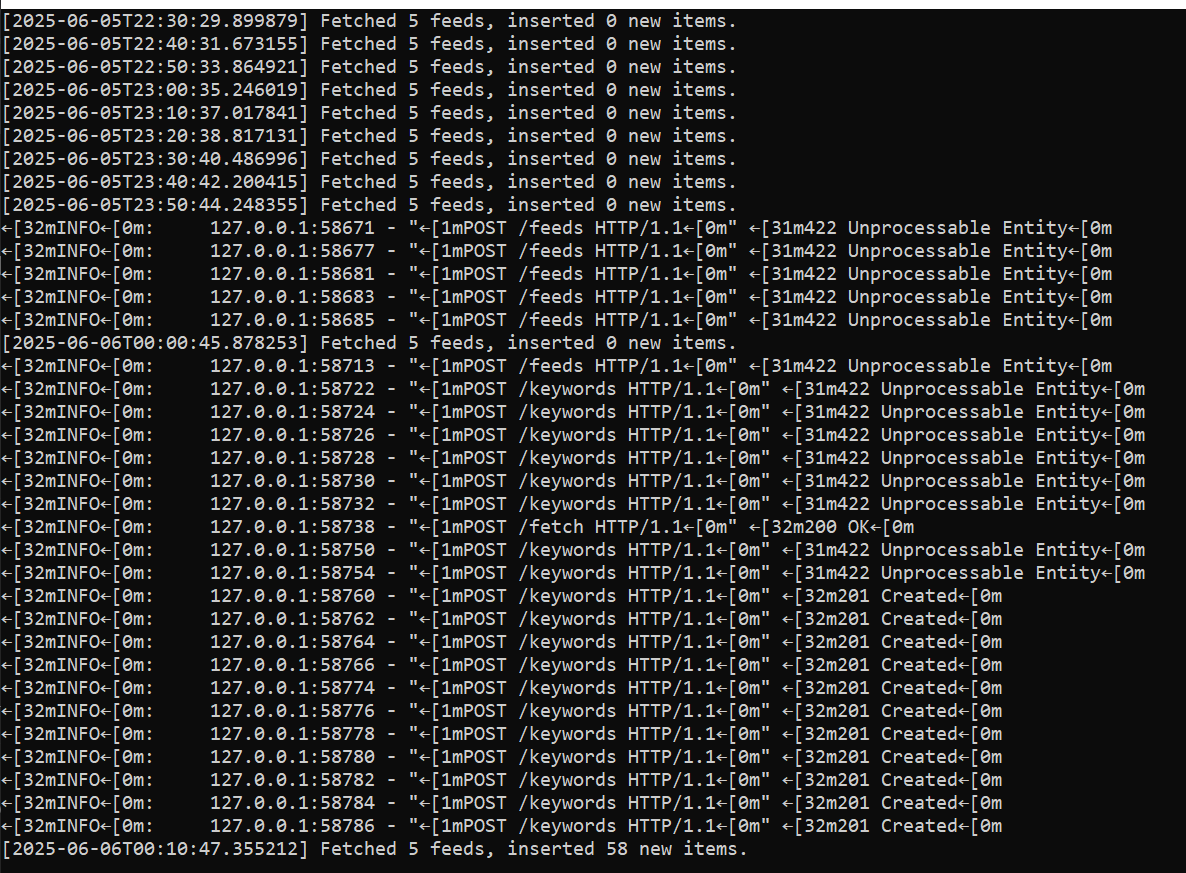 [2025-06-05T22:30:29.899879] Fetched 5 feeds, inserted 0 new items.
[2025-06-05T22:40:31.673155] Fetched 5 feeds, inserted 0 new items.
[2025-06-05T22:50:33.864921] Fetched 5 feeds, inserted 0 new items.
[2025-06-05T23:00:35.246019] Fetched 5 feeds, inserted 0 new items.
[2025-06-05T23:10:37.017841] Fetched 5 feeds, inserted 0 new items.
[2025-06-05T23:20:38.817131] Fetched 5 feeds, inserted 0 new items.
[2025-06-05T23:30:40.486996] Fetched 5 feeds, inserted 0 new items.
[2025-06-05T23:40:42.200415] Fetched 5 feeds, inserted 0 new items.
[2025-06-05T23:50:44.248355] Fetched 5 feeds, inserted 0 new items.
←[32mINFO←[0m:     127.0.0.1:58671 - "←[1mPOST /feeds HTTP/1.1←[0m" ←[31m422 Unprocessable Entity←[0m
←[32mINFO←[0m:     127.0.0.1:58677 - "←[1mPOST /feeds HTTP/1.1←[0m" ←[31m422 Unprocessable Entity←[0m
←[32mINFO←[0m:     127.0.0.1:58681 - "←[1mPOST /feeds HTTP/1.1←[0m" ←[31m422 Unprocessable Entity←[0m
←[32mINFO←[0m:     127.0.0.1:58683 - "←[1mPOST /feeds HTTP/1.1←[0m" ←[31m422 Unprocessable Entity←[0m
←[32mINFO←[0m:     127.0.0.1:58685 - "←[1mPOST /feeds HTTP/1.1←[0m" ←[31m422 Unprocessable Entity←[0m
[2025-06-06T00:00:45.878253] Fetched 5 feeds, inserted 0 new items.
←[32mINFO←[0m:     127.0.0.1:58713 - "←[1mPOST /feeds HTTP/1.1←[0m" ←[31m422 Unprocessable Entity←[0m
←[32mINFO←[0m:     127.0.0.1:58722 - "←[1mPOST /keywords HTTP/1.1←[0m" ←[31m422 Unprocessable Entity←[0m
←[32mINFO←[0m:     127.0.0.1:58724 - "←[1mPOST /keywords HTTP/1.1←[0m" ←[31m422 Unprocessable Entity←[0m
←[32mINFO←[0m:     127.0.0.1:58726 - "←[1mPOST /keywords HTTP/1.1←[0m" ←[31m422 Unprocessable Entity←[0m
←[32mINFO←[0m:     127.0.0.1:58728 - "←[1mPOST /keywords HTTP/1.1←[0m" ←[31m422 Unprocessable Entity←[0m
←[32mINFO←[0m:     127.0.0.1:58730 - "←[1mPOST /keywords HTTP/1.1←[0m" ←[31m422 Unprocessable Entity←[0m
←[32mINFO←[0m:     127.0.0.1:58732 - "←[1mPOST /keywords HTTP/1.1←[0m" ←[31m422 Unprocessable Entity←[0m
←[32mINFO←[0m:     127.0.0.1:58738 - "←[1mPOST /fetch HTTP/1.1←[0m" ←[32m200 OK←[0m
←[32mINFO←[0m:     127.0.0.1:58750 - "←[1mPOST /keywords HTTP/1.1←[0m" ←[31m422 Unprocessable Entity←[0m
←[32mINFO←[0m:     127.0.0.1:58754 - "←[1mPOST /keywords HTTP/1.1←[0m" ←[31m422 Unprocessable Entity←[0m
←[32mINFO←[0m:     127.0.0.1:58760 - "←[1mPOST /keywords HTTP/1.1←[0m" ←[32m201 Created←[0m
←[32mINFO←[0m:     127.0.0.1:58762 - "←[1mPOST /keywords HTTP/1.1←[0m" ←[32m201 Created←[0m
←[32mINFO←[0m:     127.0.0.1:58764 - "←[1mPOST /keywords HTTP/1.1←[0m" ←[32m201 Created←[0m
←[32mINFO←[0m:     127.0.0.1:58766 - "←[1mPOST /keywords HTTP/1.1←[0m" ←[32m201 Created←[0m
←[32mINFO←[0m:     127.0.0.1:58774 - "←[1mPOST /keywords HTTP/1.1←[0m" ←[32m201 Created←[0m
←[32mINFO←[0m:     127.0.0.1:58776 - "←[1mPOST /keywords HTTP/1.1←[0m" ←[32m201 Created←[0m
←[32mINFO←[0m:     127.0.0.1:58778 - "←[1mPOST /keywords HTTP/1.1←[0m" ←[32m201 Created←[0m
←[32mINFO←[0m:     127.0.0.1:58780 - "←[1mPOST /keywords HTTP/1.1←[0m" ←[32m201 Created←[0m
←[32mINFO←[0m:     127.0.0.1:58782 - "←[1mPOST /keywords HTTP/1.1←[0m" ←[32m201 Created←[0m
←[32mINFO←[0m:     127.0.0.1:58784 - "←[1mPOST /keywords HTTP/1.1←[0m" ←[32m201 Created←[0m
←[32mINFO←[0m:     127.0.0.1:58786 - "←[1mPOST /keywords HTTP/1.1←[0m" ←[32m201 Created←[0m
[2025-06-06T00:10:47.355212] Fetched 5 feeds, inserted 58 new items.